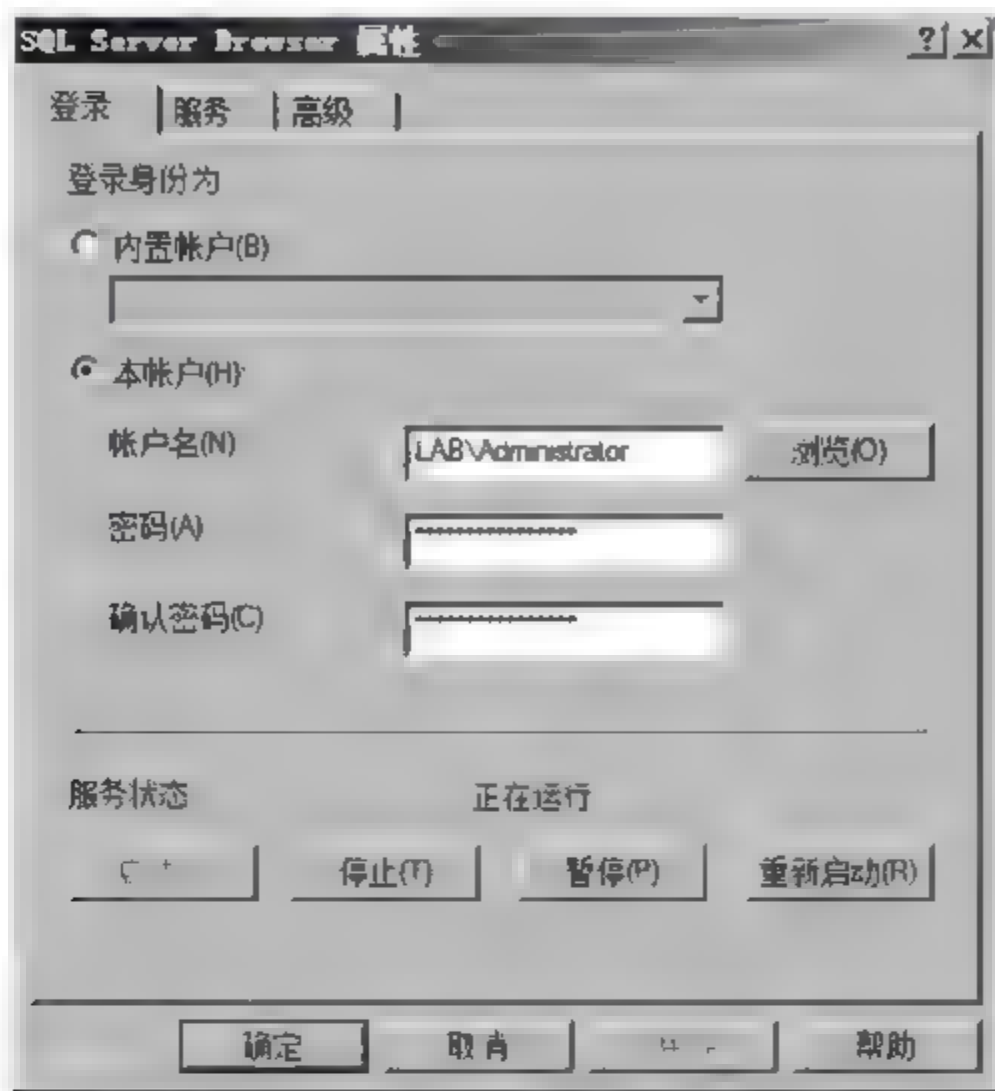 SQL Server Browser 属性
登录 服务 高级
登录身份为
内置帐户(B)
本帐户(H)
帐户名(N) LAB\Administrator 浏览(O)
密码(A) ***************
确认密码(C) ***************
服务状态 正在运行
停止(T) 暂停(P) 重新启动(R)
确定 取消 帮助